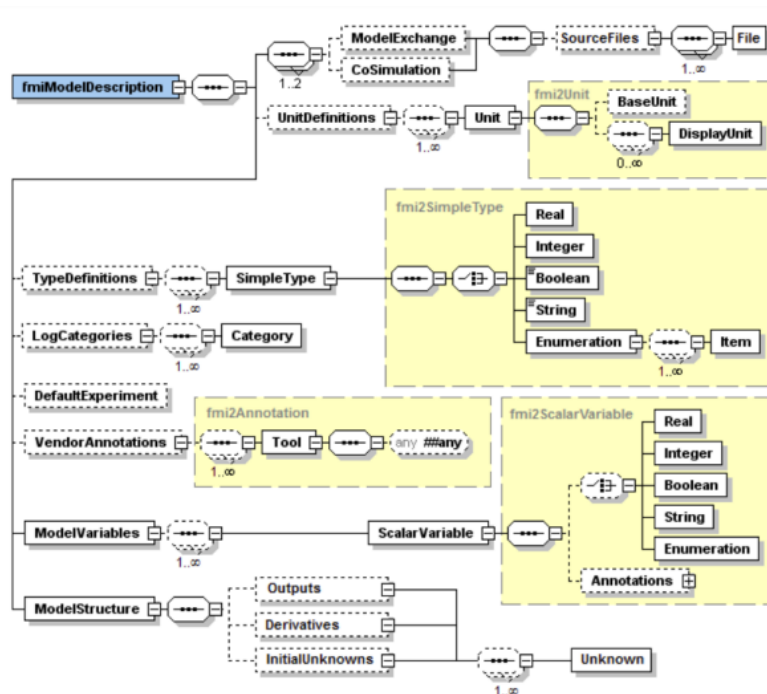 ModelExchange
SourceFiles
File
CoSimulation
1..2
1..∞
fmiModelDescription
fmi2Unit
UnitDefinitions
Unit
BaseUnit
1..∞
DisplayUnit
0..∞
fmi2SimpleType
Real
Integer
TypeDefinitions
SimpleType
Boolean
1..∞
String
LogCategories
Category
Enumeration
Item
1..∞
1..∞
DefaultExperiment
fmi2Annotation
fmi2ScalarVariable
VendorAnnotations
Tool
any ##any
1..∞
Real
Integer
Boolean
String
Enumeration
ModelVariables
ScalarVariable
1..∞
Annotations
ModelStructure
Outputs
Derivatives
InitialUnknowns
Unknown
1..∞